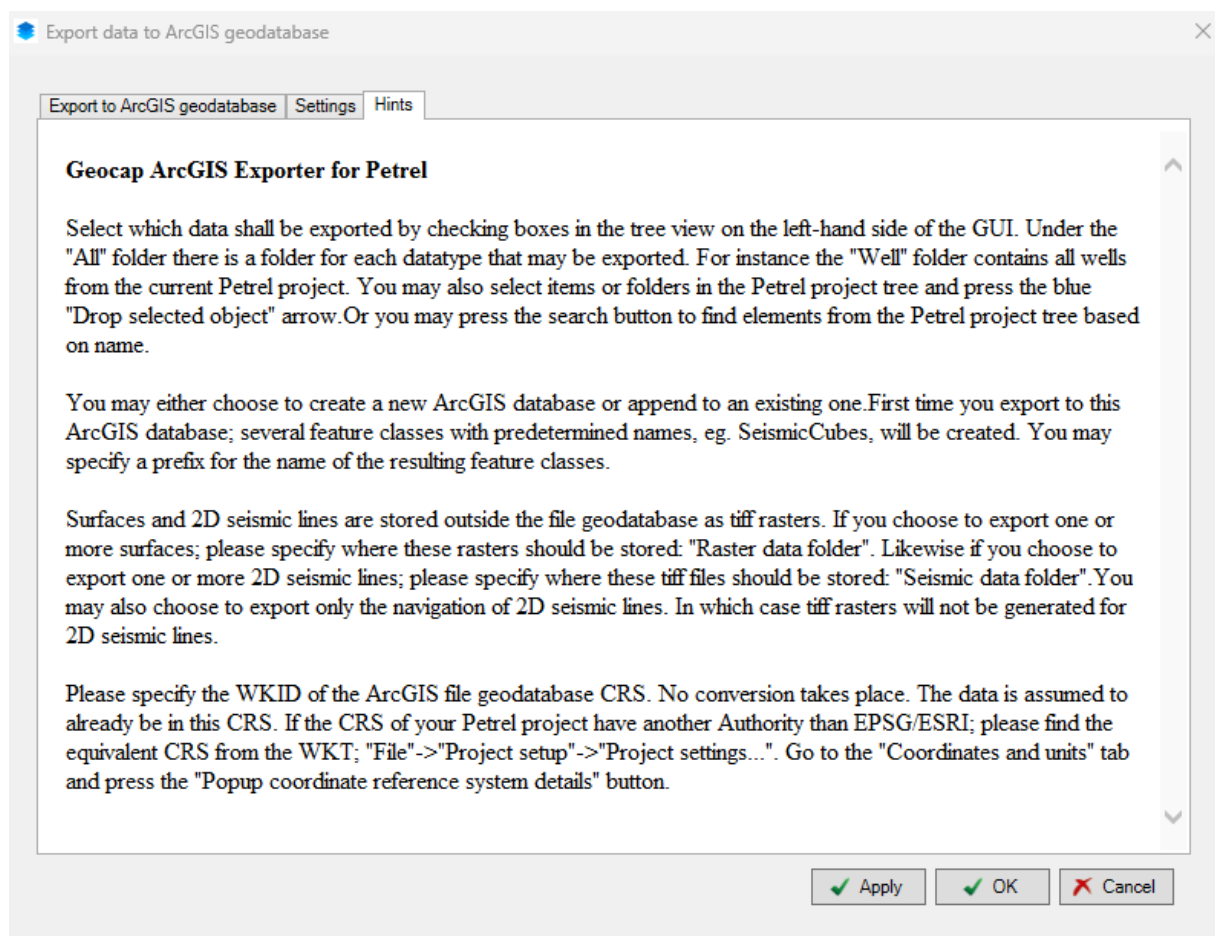 Export data to ArcGIS geodatabase
Export to ArcGIS geodatabase Settings Hints
Geocap ArcGIS Exporter for Petrel
Select which data shall be exported by checking boxes in the tree view on the left-hand side of the GUI. Under the
"All" folder there is a folder for each datatype that may be exported. For instance the "Well" folder contains all wells
from the current Petrel project. You may also select items or folders in the Petrel project tree and press the blue
"Drop selected object" arrow.Or you may press the search button to find elements from the Petrel project tree based
on name.
You may either choose to create a new ArcGIS database or append to an existing one.First time you export to this
ArcGIS database; several feature classes with predetermined names, eg. SeismicCubes, will be created. You may
specify a prefix for the name of the resulting feature classes.
Surfaces and 2D seismic lines are stored outside the file geodatabase as tiff rasters. If you choose to export one or
more surfaces; please specify where these rasters should be stored: "Raster data folder". Likewise if you choose to
export one or more 2D seismic lines; please specify where these tiff files should be stored: "Seismic data folder".You
may also choose to export only the navigation of 2D seismic lines. In which case tiff rasters will not be generated for
2D seismic lines.
Please specify the WKID of the ArcGIS file geodatabase CRS. No conversion takes place. The data is assumed to
already be in this CRS. If the CRS of your Petrel project have another Authority than EPSG/ESRI; please find the
equivalent CRS from the WKT; "File"->"Project setup"->"Project settings...". Go to the "Coordinates and units" tab
and press the "Popup coordinate reference system details" button.
Apply OK Cancel